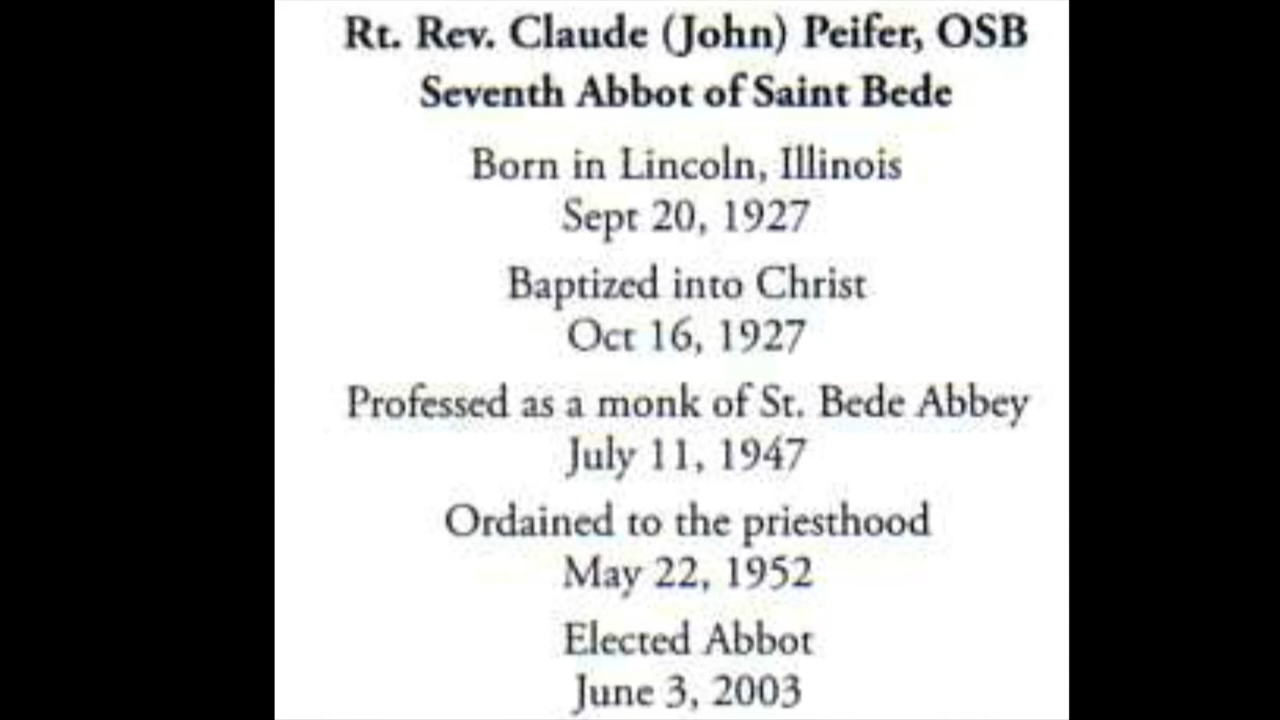 Rt. Rev. Claude (John) Peifer, OSB
Seventh Abbot of Saint Bede
Born in Lincoln, Illinois
Sept 20, 1927
Baptized into Christ
Oct 16, 1927
Professed as a monk of St. Bede Abbey
July 11, 1947
Ordained to the priesthood
May 22, 1952
Elected Abbot
June 3, 2003